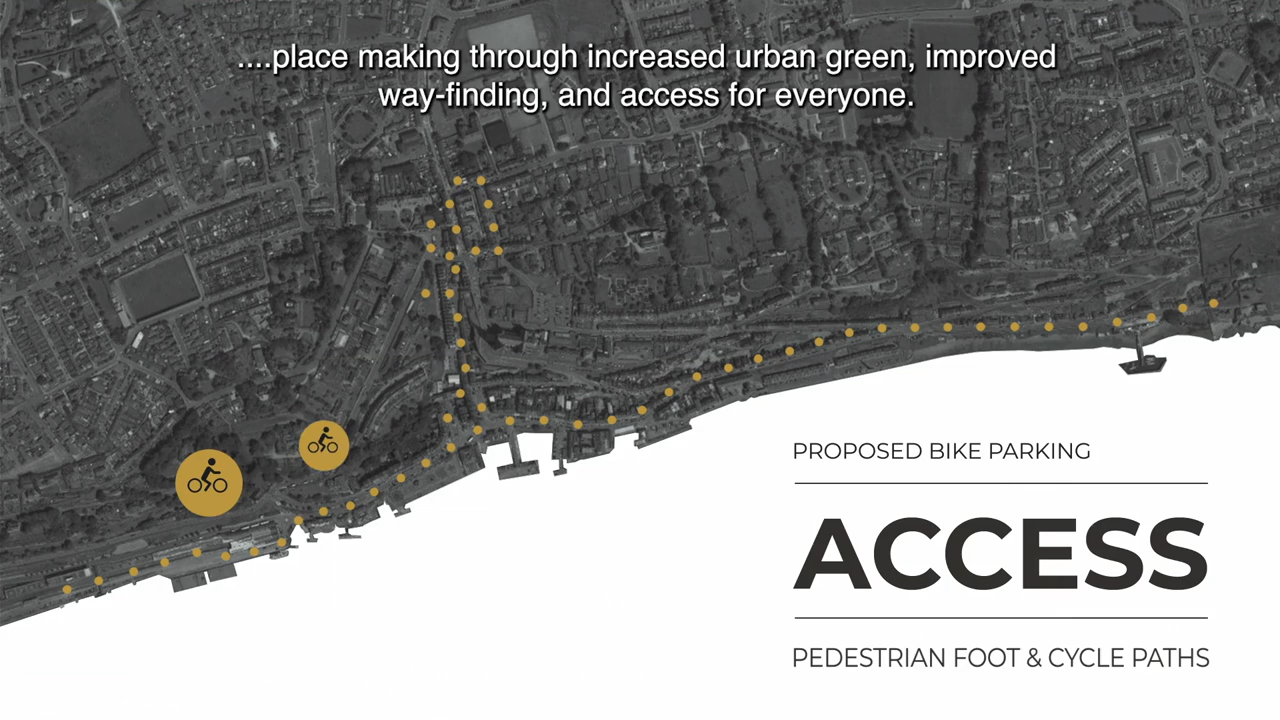 ....place making through increased urban green, improved
way-finding, and access for everyone.
PROPOSED BIKE PARKING
ACCESS
PEDESTRIAN FOOT & CYCLE PATHS